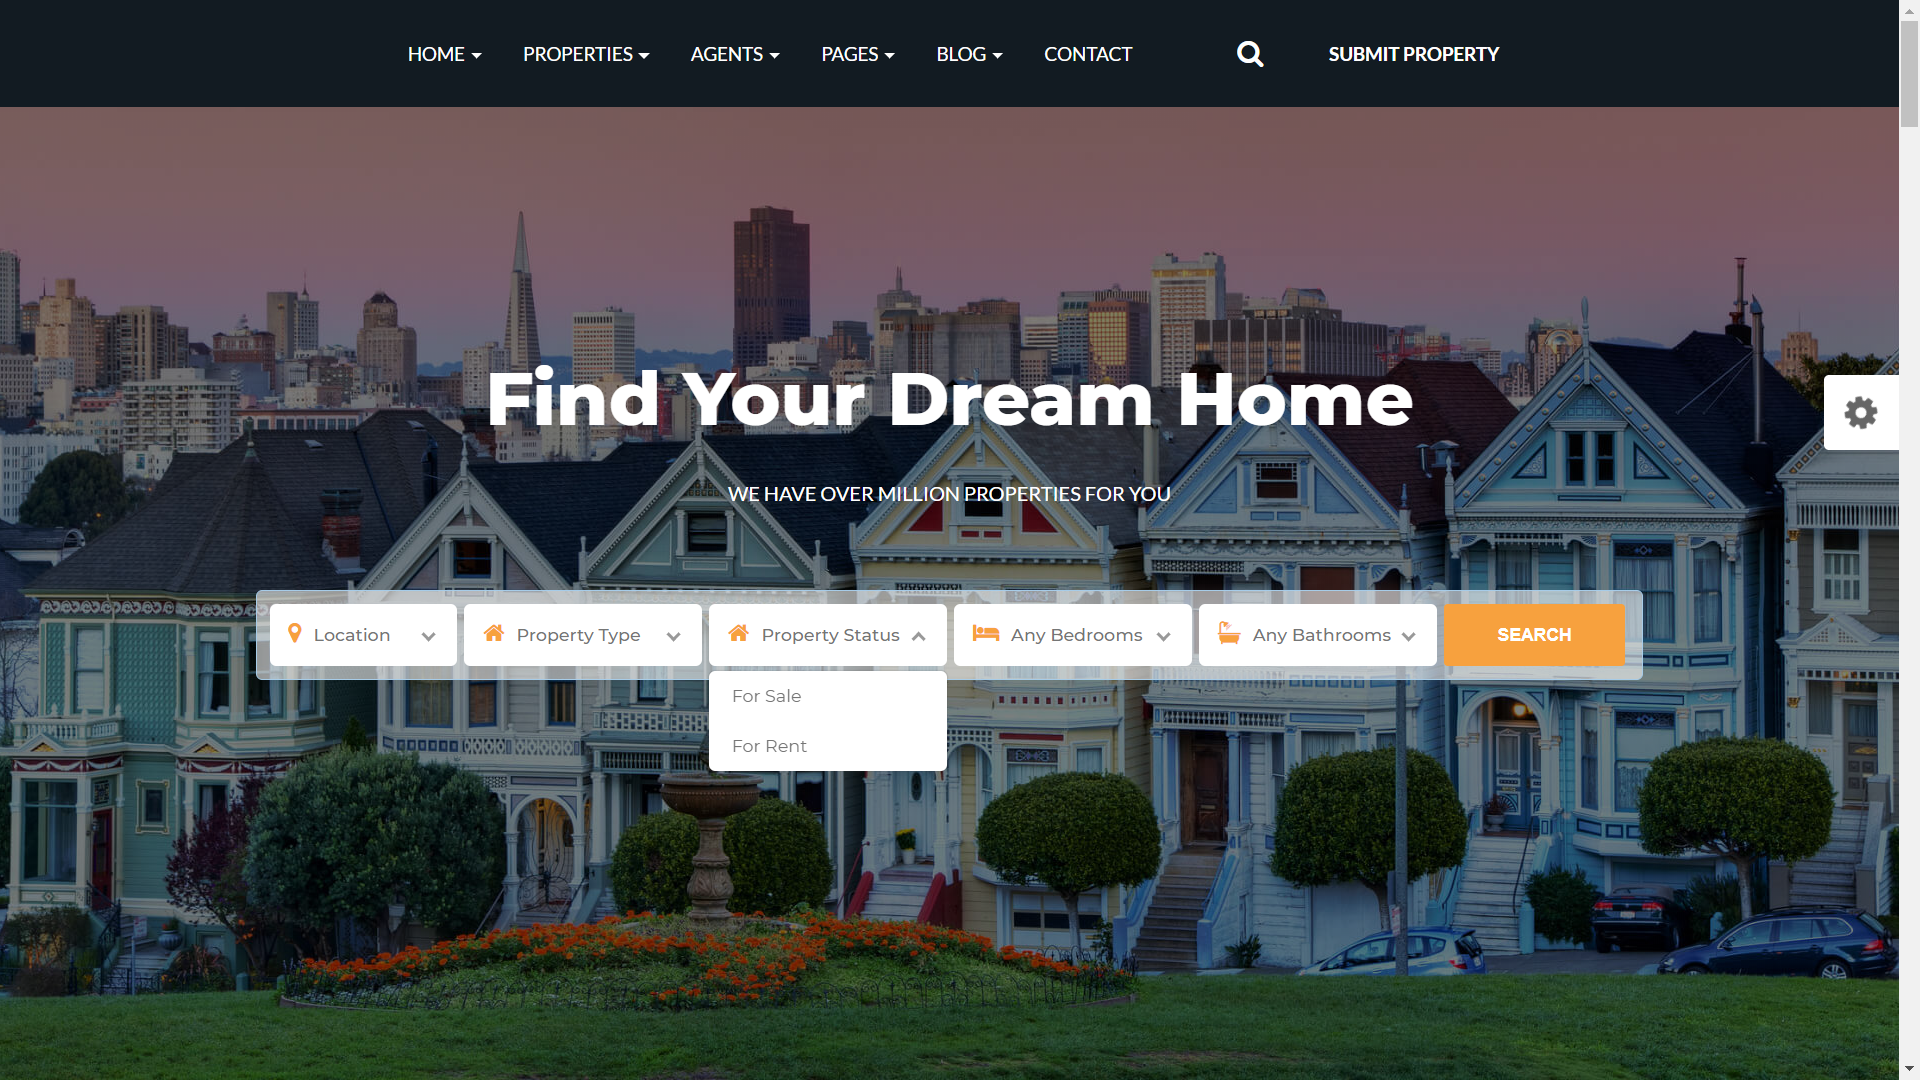 HOME PROPERTIES AGENTS PAGES BLOG CONTACT SUBMIT PROPERTY
Find Your Dream Home
WE HAVE OVER MILLION PROPERTIES FOR YOU
Location Property Type Property Status Any Bedrooms Any Bathrooms SEARCH
For Sale
For Rent